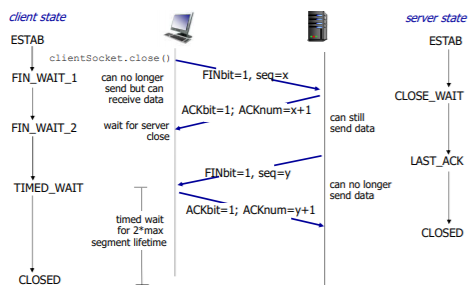 client state
server state
ESTAB
ESTAB
clientSocket.close()
FINbit=1, seq=x
FIN_WAIT_1
can no longer
send but can
receive data
CLOSE_WAIT
ACKbit=1; ACKnum=x+1
can still
send data
FIN_WAIT_2
wait for server
close
LAST_ACK
FINbit=1, seq=y
TIMED_WAIT
can no longer
send data
ACKbit=1; ACKnum=y+1
timed wait
for 2*max
segment lifetime
CLOSED
CLOSED